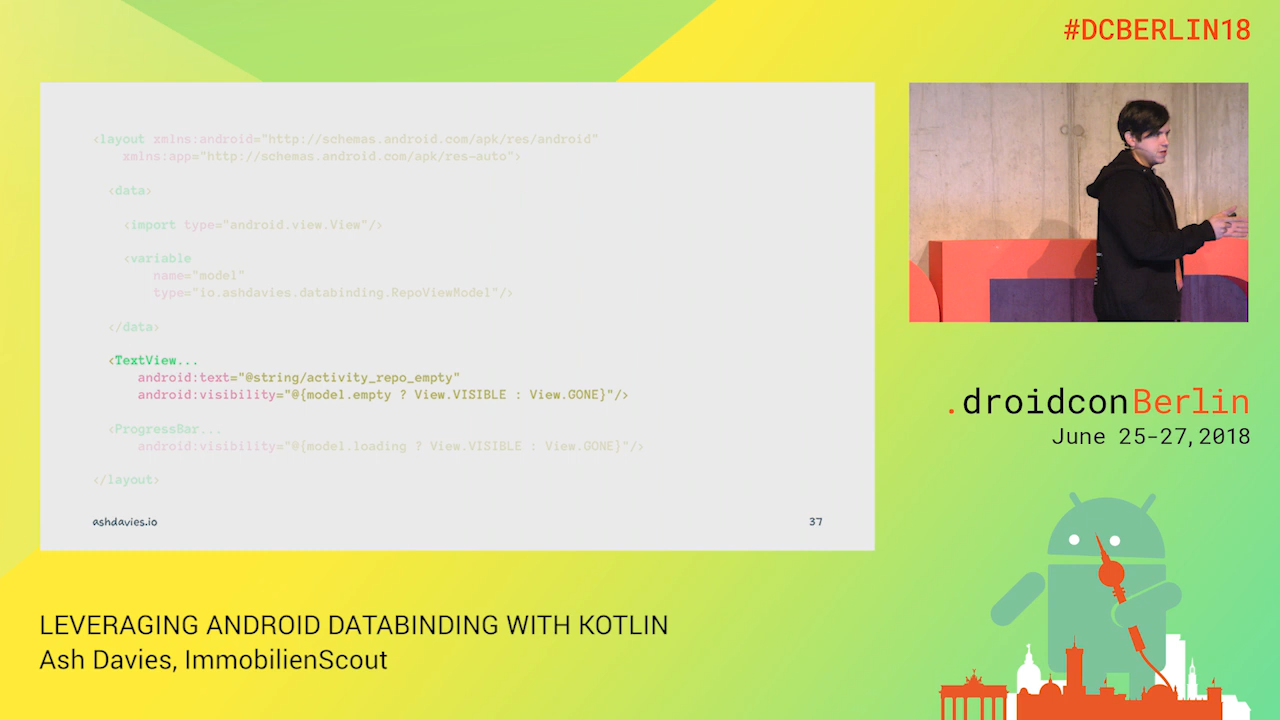 #DCBERLIN18
<layout xmlns:android="http://schemas.android.com/apk/res/android"
xmlns:app="http://schemas.android.com/apk/res-auto">
<data>
<import type="android.view.View"/>
<variable
name="model"
type="io.ashdavies.databinding.RepoViewModel"/>
</data>
<TextView...
android:text="@string/activity_repo_empty"
android:visibility="@{model.empty ? View.VISIBLE : View.GONE}"/>
<ProgressBar...
android:visibility="@{model.loading ? View.VISIBLE : View.GONE}"/>
</layout>
ashdavies.io
37
.droidconBerlin
June 25-27,2018
LEVERAGING ANDROID DATABINDING WITH KOTLIN
Ash Davies, ImmobilienScout